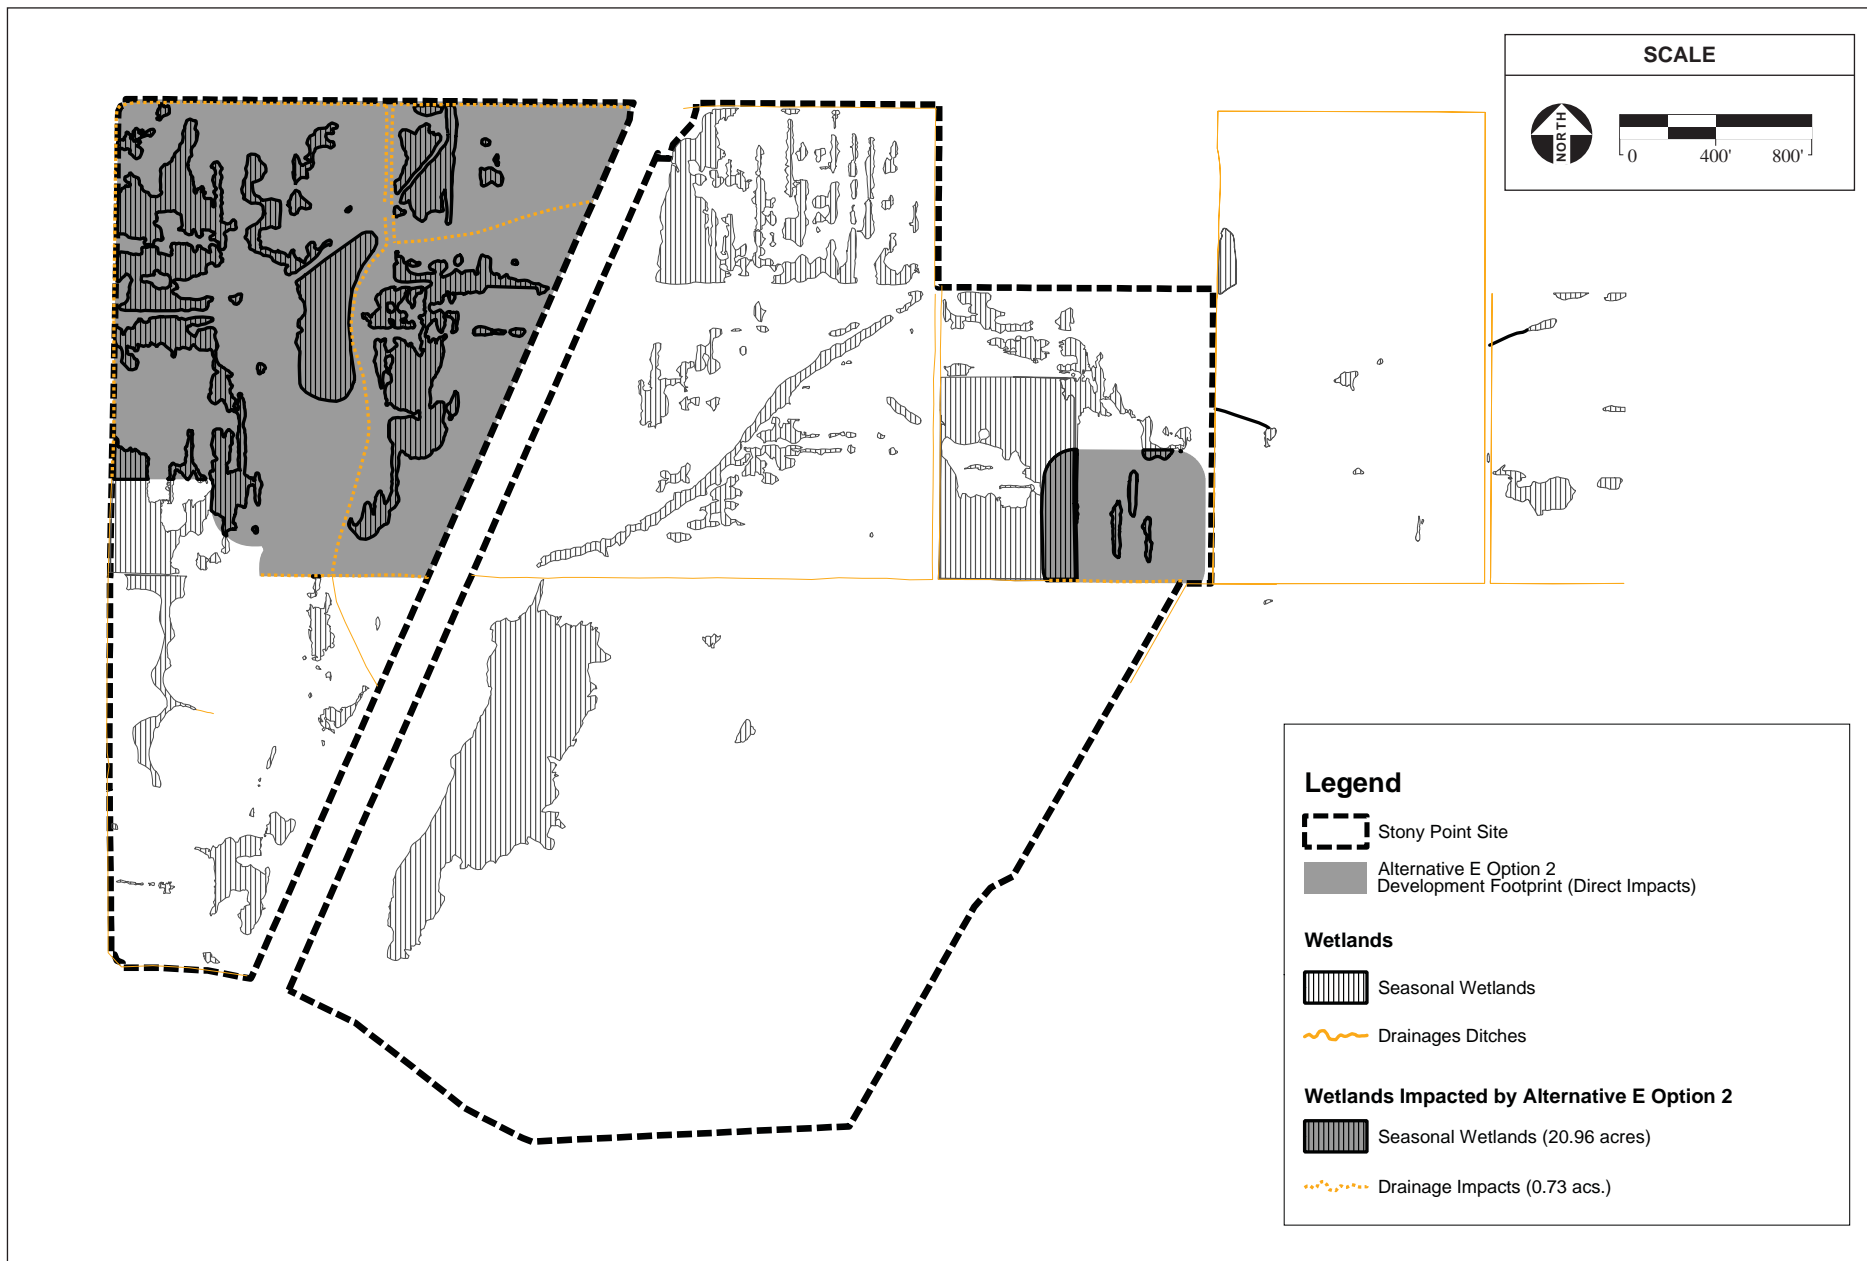 SCALE
NORTH
0 400' 800'
Legend
Stony Point Site
Alternative E Option 2
Development Footprint (Direct Impacts)
Wetlands
Seasonal Wetlands
Drainages Ditches
Wetlands Impacted by Alternative E Option 2
Seasonal Wetlands (20.96 acres)
Drainage Impacts (0.73 acs.)